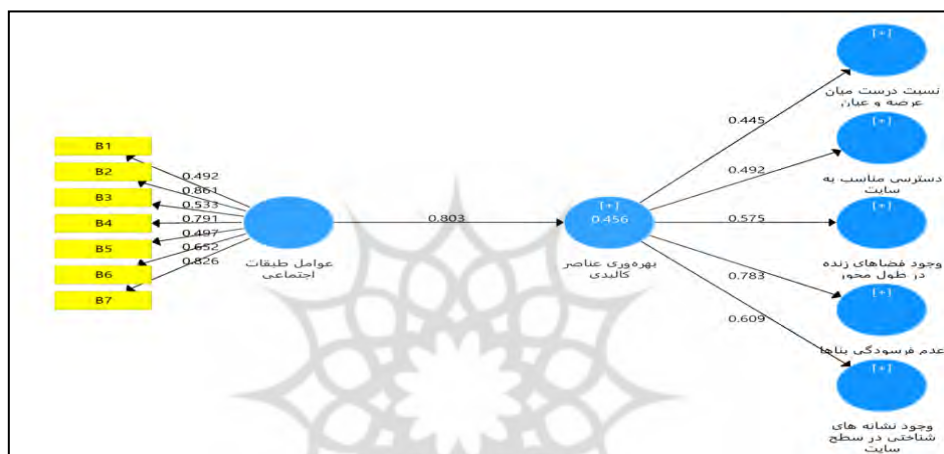 B1
B2
B3
B4
B5
B6
B7
0.492
0.861
0.533
0.791
0.497
0.652
0.826
عوامل طبقات
اجتماعی
0.803
[+]
0.456
بهره‌وری عناصر
کالبدی
0.445
0.492
0.575
0.783
0.609
[+]
نسبت درست میان
عرصه و عیان
[+]
دسترسی مناسب به
سایت
[+]
وجود فضاهای زنده
در طول محور
[+]
عدم فرسودگی بناها
[+]
وجود نشانه های
شناختی در سطح
سایت